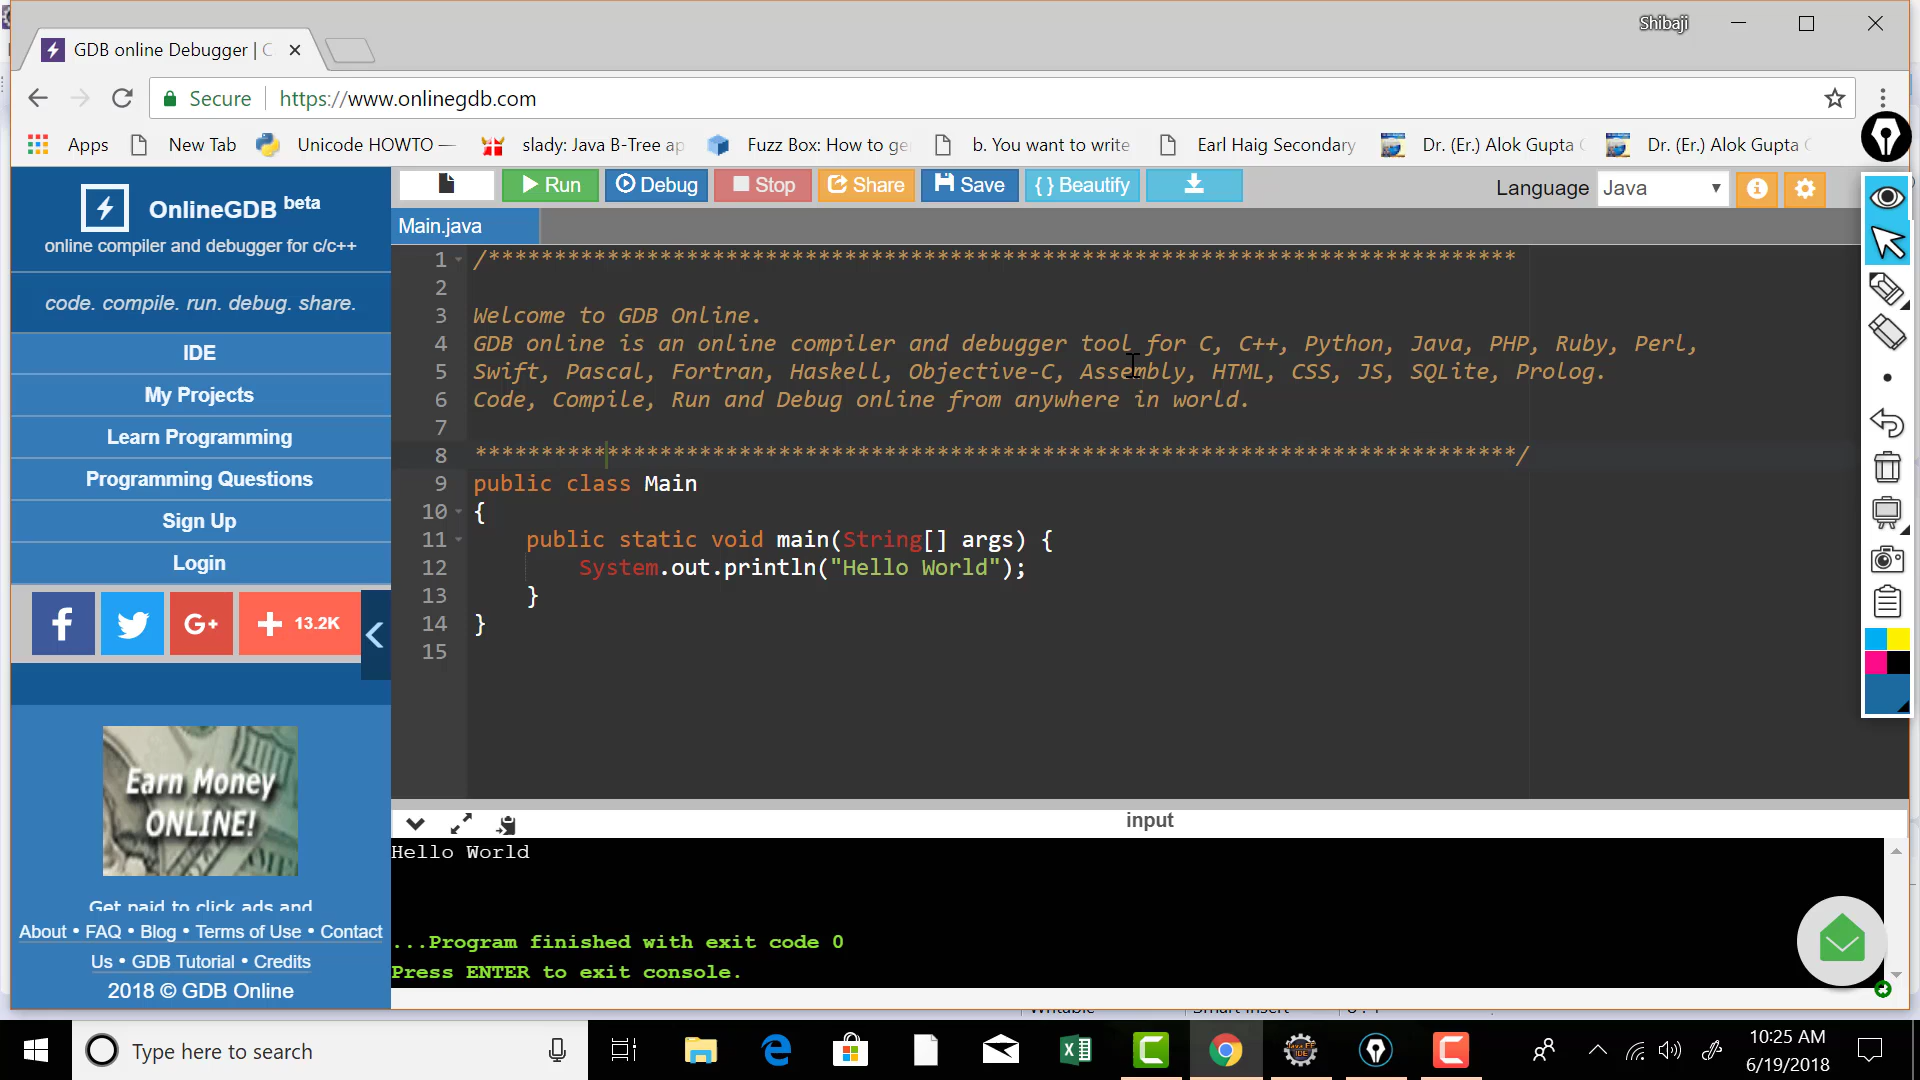 Shibaji
GDB online Debugger | C
Secure
https://www.onlinegdb.com
Apps
New Tab
Unicode HOWTO —
slady: Java B-Tree ap
Fuzz Box: How to ge
b. You want to write
Earl Haig Secondary
Dr. (Er.) Alok Gupta
Dr. (Er.) Alok Gupta
OnlineGDB beta
online compiler and debugger for c/c++
code. compile. run. debug. share.
IDE
My Projects
Learn Programming
Programming Questions
Sign Up
Login
f
G+
+ 13.2K
Earn Money
ONLINE!
Get paid to click ads and
About • FAQ • Blog • Terms of Use • Contact
Us • GDB Tutorial • Credits
2018 © GDB Online
Run
Debug
Stop
Share
Save
{ } Beautify
Language
Java
Main.java
1 /******************************************************************************
2
3 Welcome to GDB Online.
4 GDB online is an online compiler and debugger tool for C, C++, Python, Java, PHP, Ruby, Perl,
5 Swift, Pascal, Fortran, Haskell, Objective-C, Assembly, HTML, CSS, JS, SQLite, Prolog.
6 Code, Compile, Run and Debug online from anywhere in world.
7
8 *******************************************************************************/
9 public class Main
10 {
11 public static void main(String[] args) {
12 System.out.println("Hello World");
13 }
14 }
15
input
Hello World
...Program finished with exit code 0
Press ENTER to exit console.
Type here to search
10:25 AM
6/19/2018